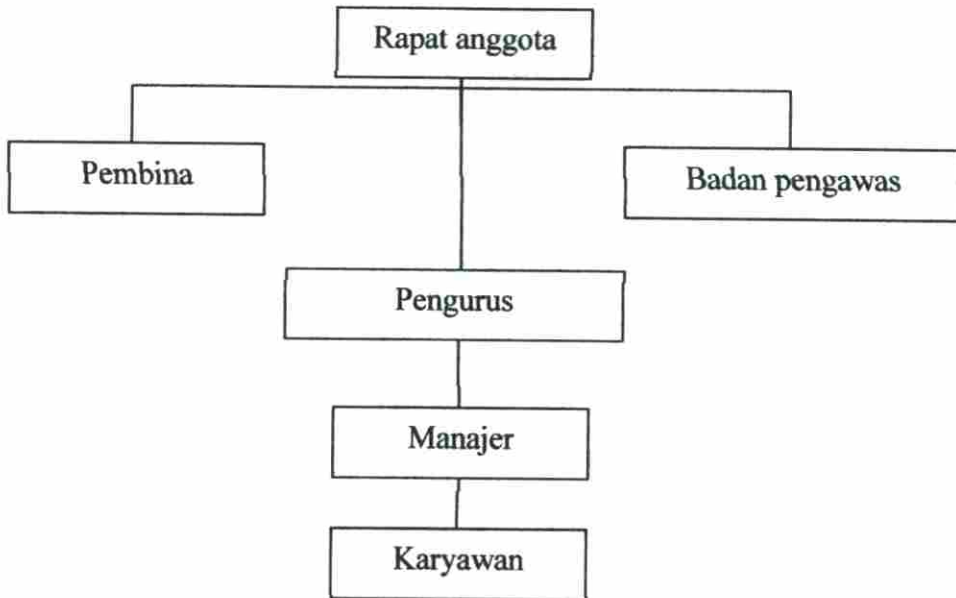 Rapat anggota
Pembina
Badan pengawas
Pengurus
Manajer
Karyawan